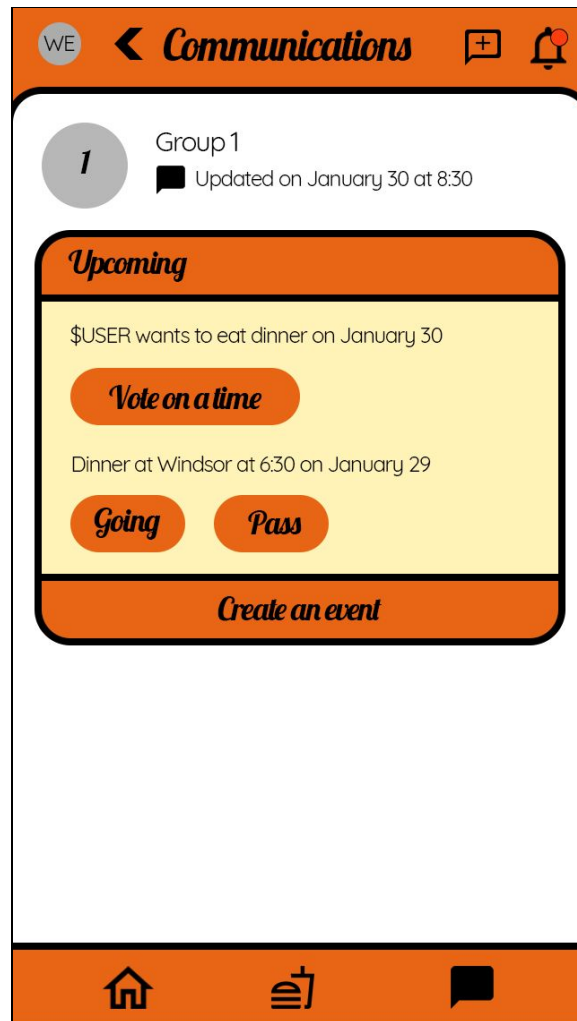 WE
Communications
1
Group 1
Updated on January 30 at 8:30
Upcoming
$USER wants to eat dinner on January 30
Vote on a time
Dinner at Windsor at 6:30 on January 29
Going
Pass
Create an event